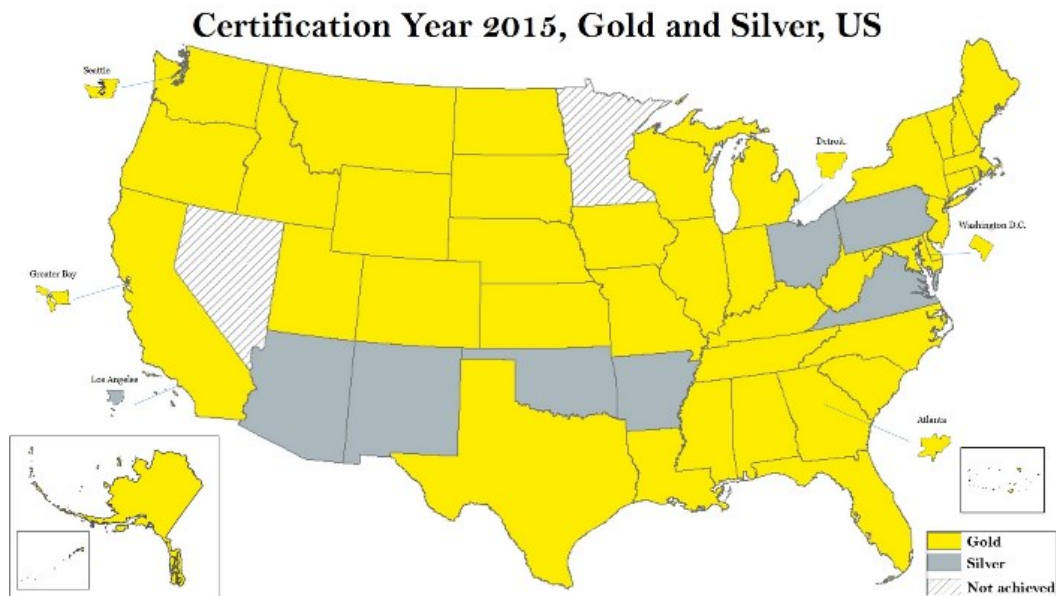 Certification Year 2015, Gold and Silver, US
Seattle
Detroit
Washington D.C.
Greater Bay
Los Angeles
Atlanta
Gold
Silver
Not achieved